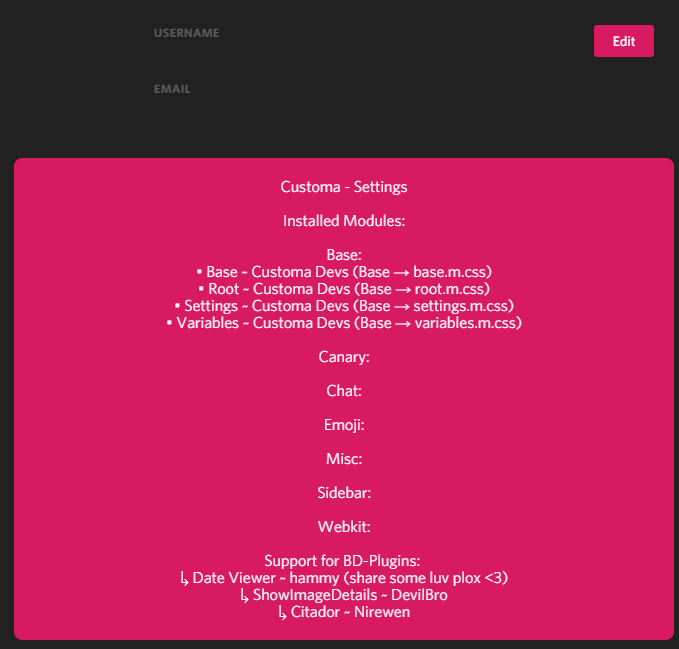 USERNAME
Edit
EMAIL
Customa - Settings
Installed Modules:
Base:
▪ Base ~ Customa Devs (Base → base.m.css)
▪ Root ~ Customa Devs (Base → root.m.css)
▪ Settings ~ Customa Devs (Base → settings.m.css)
▪ Variables ~ Customa Devs (Base → variables.m.css)
Canary:
Chat:
Emoji:
Misc:
Sidebar:
Webkit:
Support for BD-Plugins:
↳ Date Viewer ~ hammy (share some luv plox <3)
↳ ShowImageDetails ~ DevilBro
↳ Citador ~ Nirewen